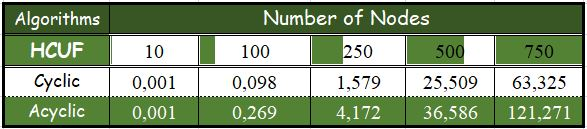 Algorithms Number of Nodes
HCUF 10 100 250 500 750
Cyclic 0,001 0,098 1,579 25,509 63,325
Acyclic 0,001 0,269 4,172 36,586 121,271